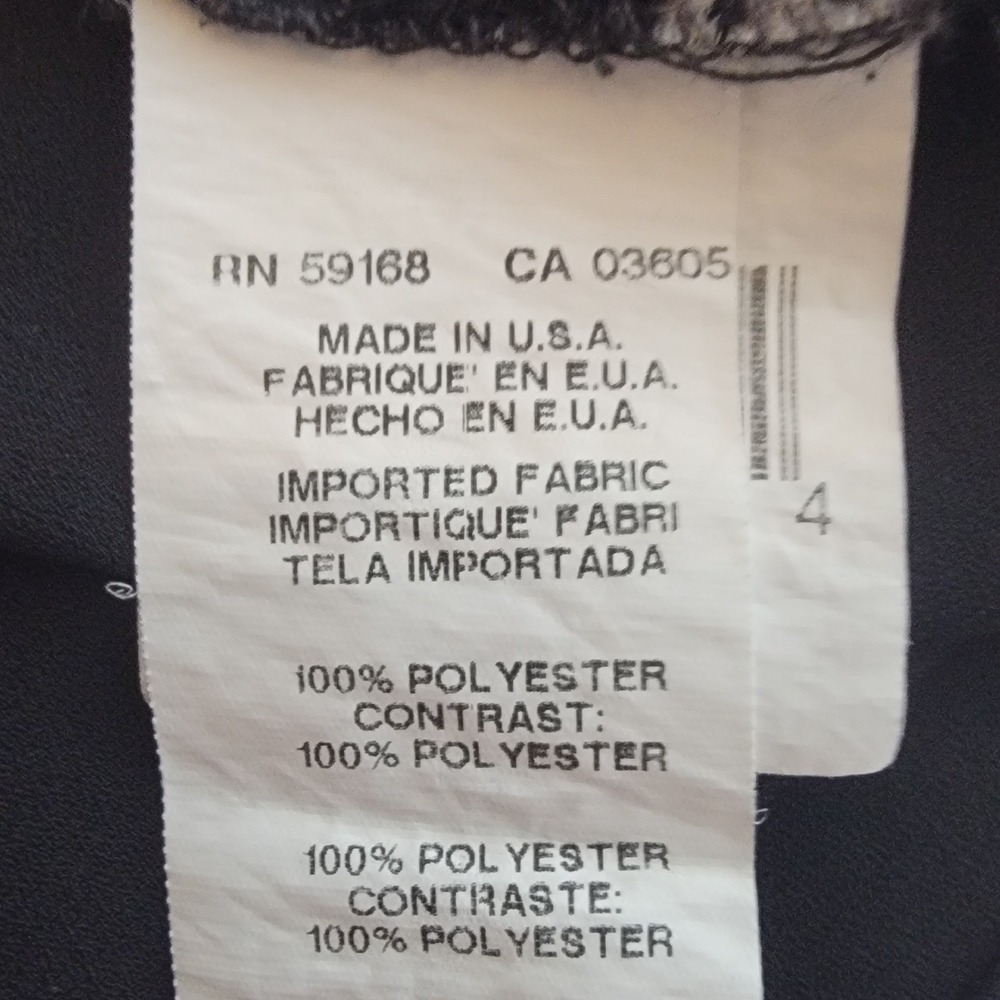 RN 59168 CA 03605
MADE IN U.S.A.
FABRIQUE' EN E.U.A.
HECHO EN E.U.A.
IMPORTED FABRIC
IMPORTIQUE' FABRI
TELA IMPORTADA
100% POLYESTER
CONTRAST:
100% POLYESTER
100% POLYESTER
CONTRASTE:
100% POLYESTER
4